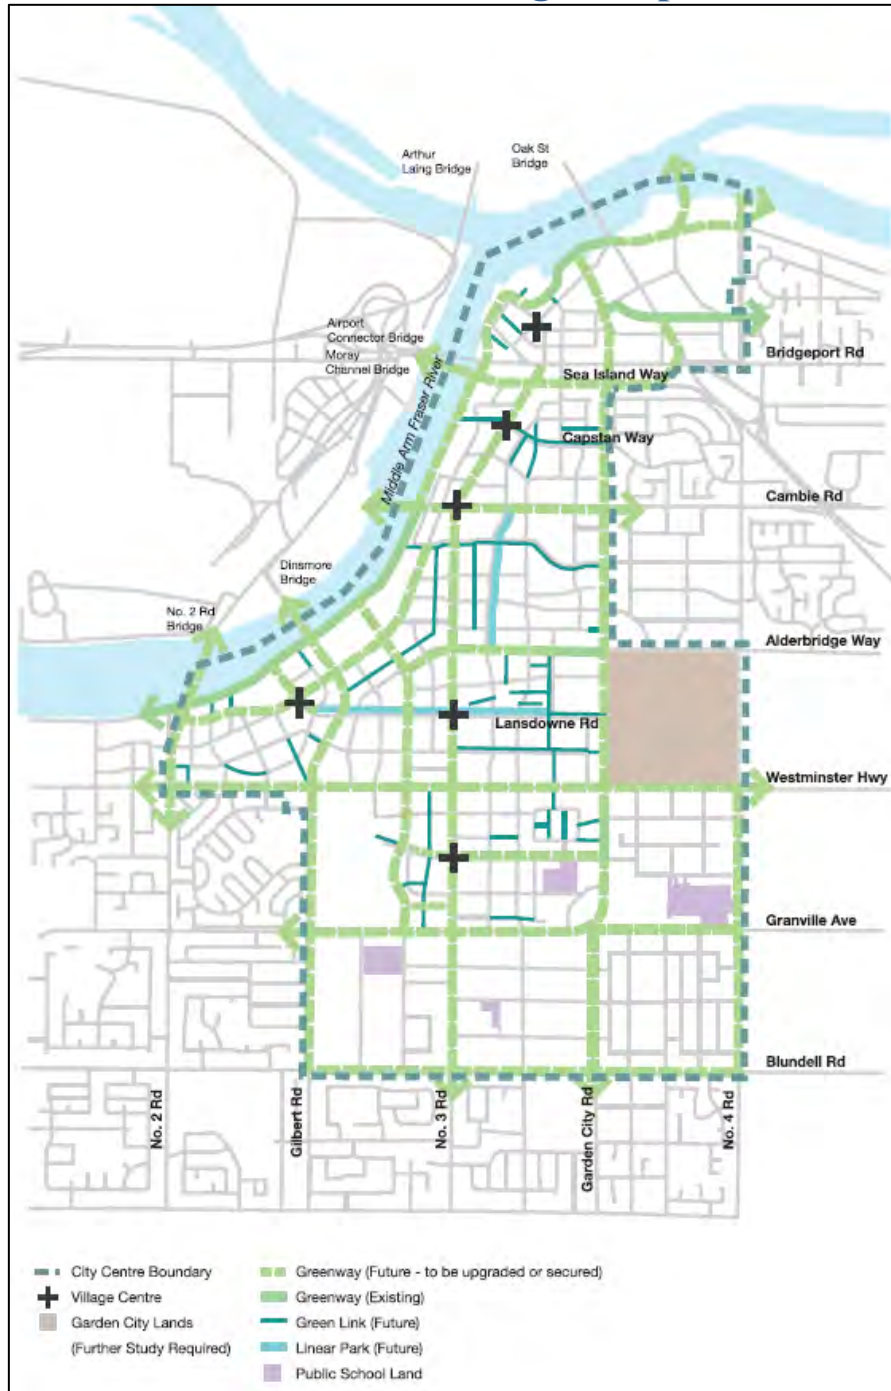 Arthur
Laing Bridge
Oak St
Bridge
Airport
Connector Bridge
Moray
Channel Bridge
Bridgeport Rd
Sea Island Way
Middle Arm Fraser River
Capstan Way
Cambie Rd
Dinsmore
Bridge
No. 2 Rd
Bridge
Alderbridge Way
Lansdowne Rd
Westminster Hwy
Granville Ave
Blundell Rd
No. 2 Rd
Gilbert Rd
No. 3 Rd
Garden City Rd
No. 4 Rd
City Centre Boundary
Village Centre
Garden City Lands
(Further Study Required)
Greenway (Future - to be upgraded or secured)
Greenway (Existing)
Green Link (Future)
Linear Park (Future)
Public School Land